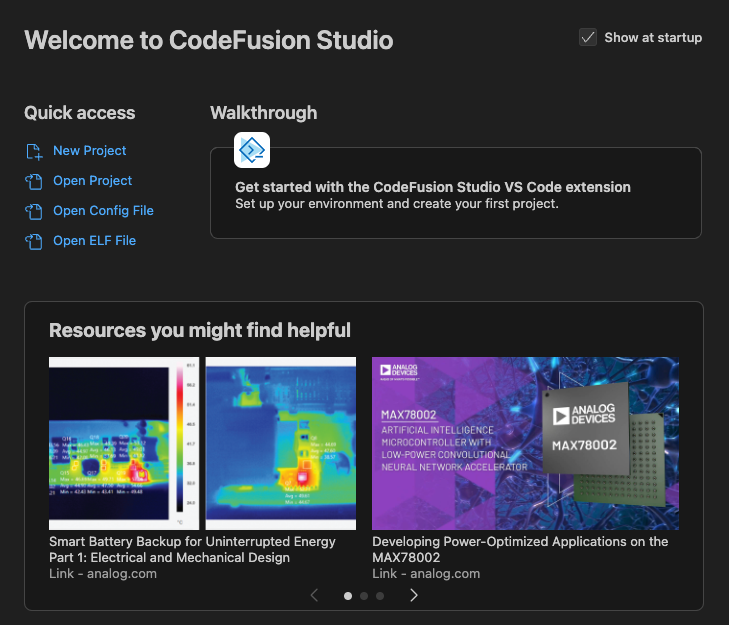 Welcome to CodeFusion Studio
Show at startup
Quick access
New Project
Open Project
Open Config File
Open ELF File
Walkthrough
Get started with the CodeFusion Studio VS Code extension
Set up your environment and create your first project.
Resources you might find helpful
ANALOG
DEVICES
MAX78002
ARTIFICIAL INTELLIGENCE
MICROCONTROLLER WITH
LOW-POWER CONVOLUTIONAL
NEURAL NETWORK ACCELERATOR
ANALOG
DEVICES
MAX78002
Smart Battery Backup for Uninterrupted Energy
Part 1: Electrical and Mechanical Design
Link - analog.com
Developing Power-Optimized Applications on the
MAX78002
Link - analog.com